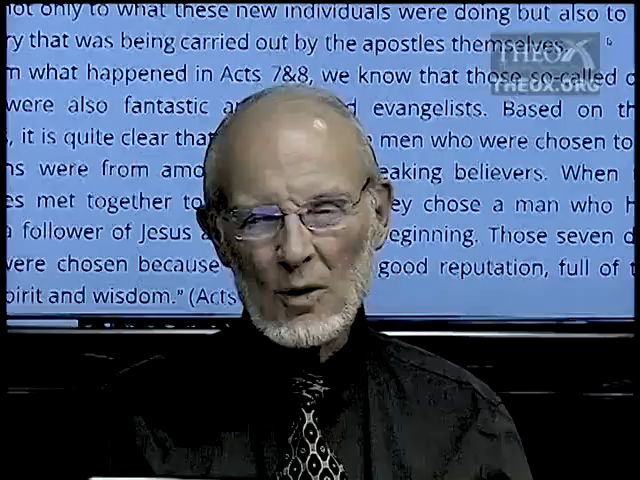 not only to what these new individuals were doing but also to
ry that was being carried out by the apostles themselves.
THEOX
m what happened in Acts 7&8, we know that those so-called d
THEOX.ORG
were also fantastic a d evangelists. Based on th
, it is quite clear that men who were chosen to
ns were from amo eaking believers. When
es met together to ey chose a man who h
a follower of Jesus eginning. Those seven d
were chosen because good reputation, full of t
pirit and wisdom.” (Acts